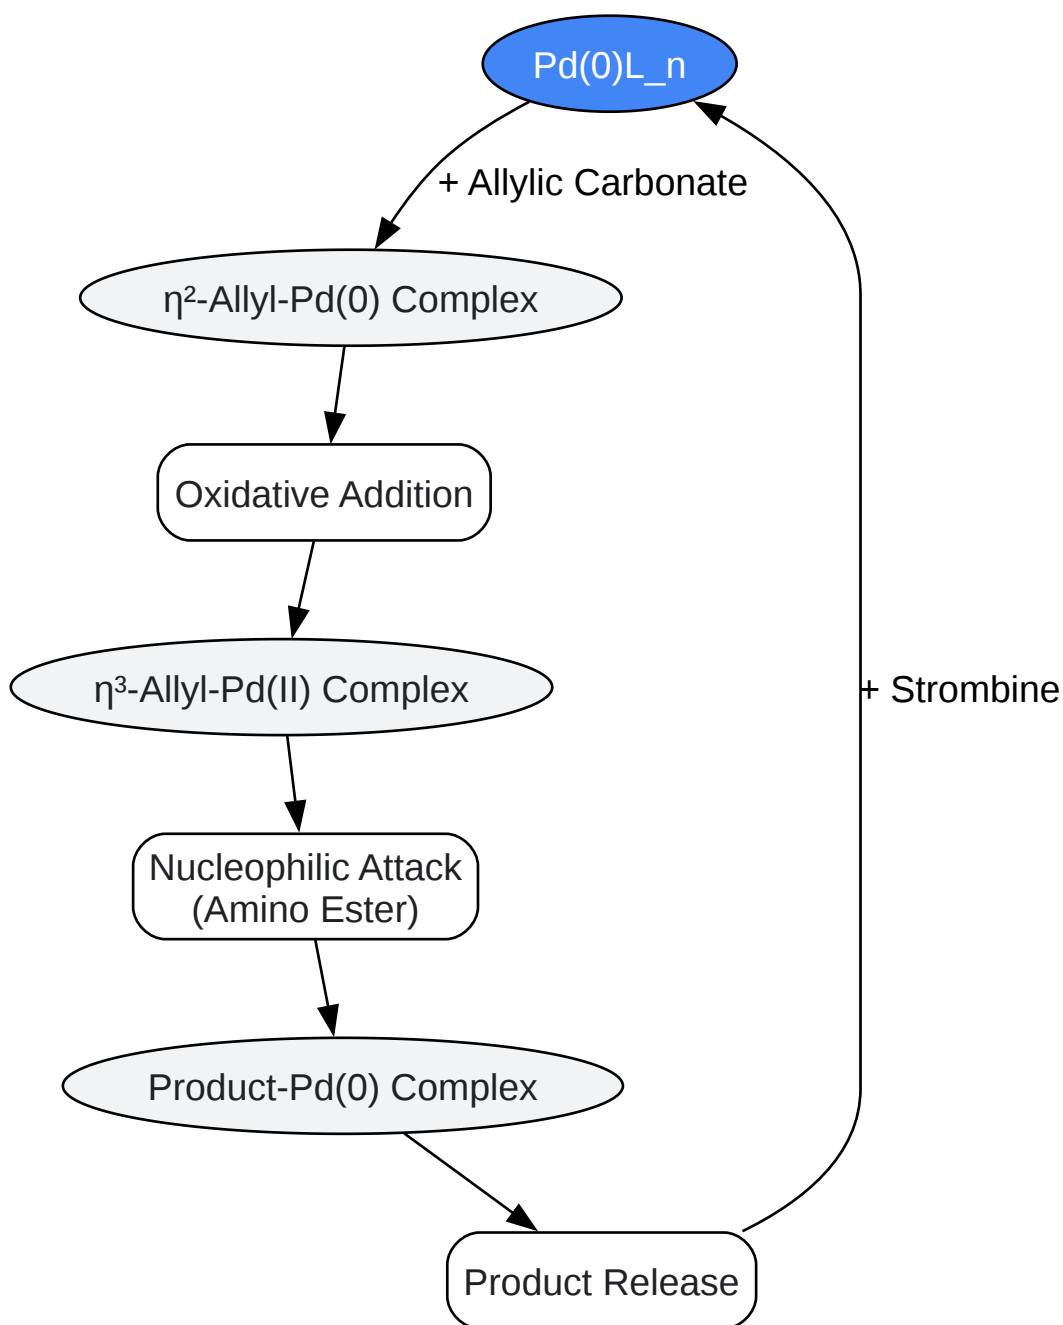 Pd(0)L_n
+ Allylic Carbonate
η²-Allyl-Pd(0) Complex
Oxidative Addition
η³-Allyl-Pd(II) Complex
+ Strombine
Nucleophilic Attack
(Amino Ester)
Product-Pd(0) Complex
Product Release